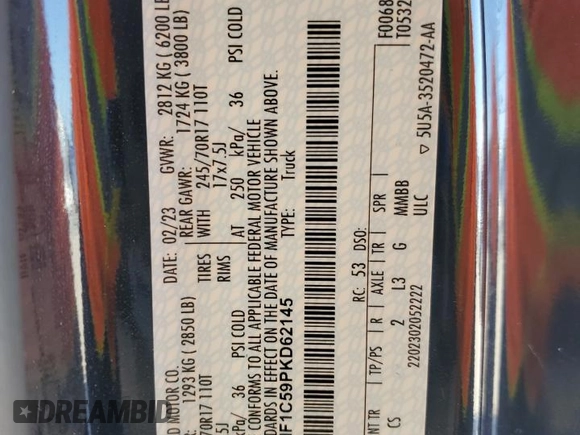 D MOTOR CO. DATE: 02/23 GVWR: 2812 KG ( 6200 LB
1293 KG ( 2850 LB) REAR GAWR: 1724 KG ( 3800 LB)
70R17 110T TIRES WITH 245/70R17 110T
5J RIMS 17x7.5J
kPa/ 36 PSI COLD AT 250 kPa/ 36 PSI COLD
CONFORMS TO ALL APPLICABLE FEDERAL MOTOR VEHICLE
IN EFFECT ON THE DATE OF MANUFACTURE SHOWN ABOVE.
F1C59PKD62145 TYPE: Truck
F0068
T0532
RC: 53 DSO:
NT TR TP/PS R AXLE TR SPR
CS 2 L3 G MMBB
2202302052222 ULC
▽ 5U5A-3520472-AA
DREAMBID